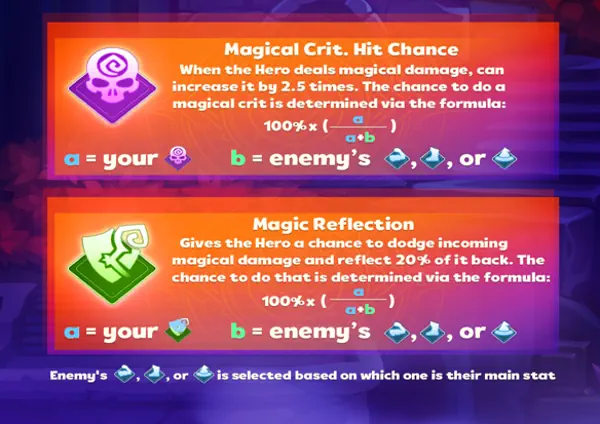 Magical Crit. Hit Chance
When the Hero deals magical damage, can
increase it by 2.5 times. The chance to do a
magical crit is determined via the formula:
100% x ( a / a+b )
a = your b = enemy's , , or
Magic Reflection
Gives the Hero a chance to dodge incoming
magical damage and reflect 20% of it back. The
chance to do that is determined via the formula:
100% x ( a / a+b )
a = your b = enemy's , , or
Enemy's , , or is selected based on which one is their main stat